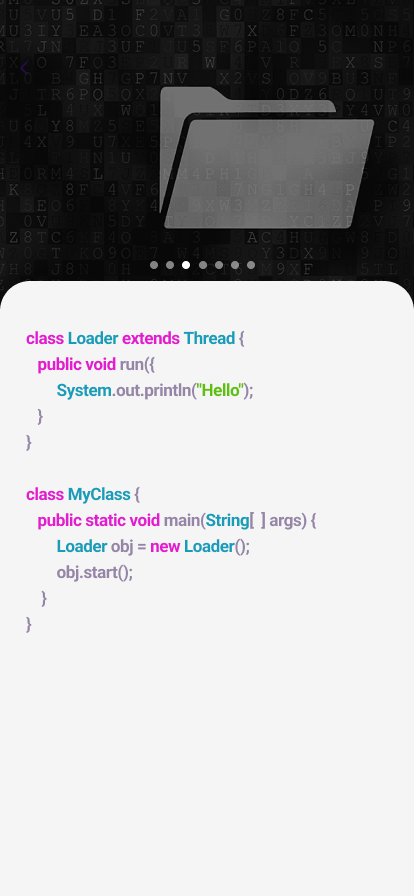 class Loader extends Thread {
public void run({
System.out.println("Hello");
}
}
class MyClass {
public static void main(String[ ] args) {
Loader obj = new Loader();
obj.start();
}
}